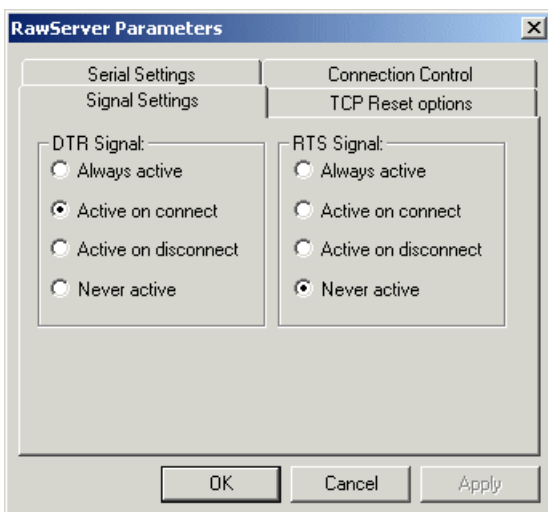 RawServer Parameters
Serial Settings
Connection Control
Signal Settings
TCP Reset options
DTR Signal:
Always active
Active on connect
Active on disconnect
Never active
RTS Signal:
Always active
Active on connect
Active on disconnect
Never active
OK
Cancel
Apply